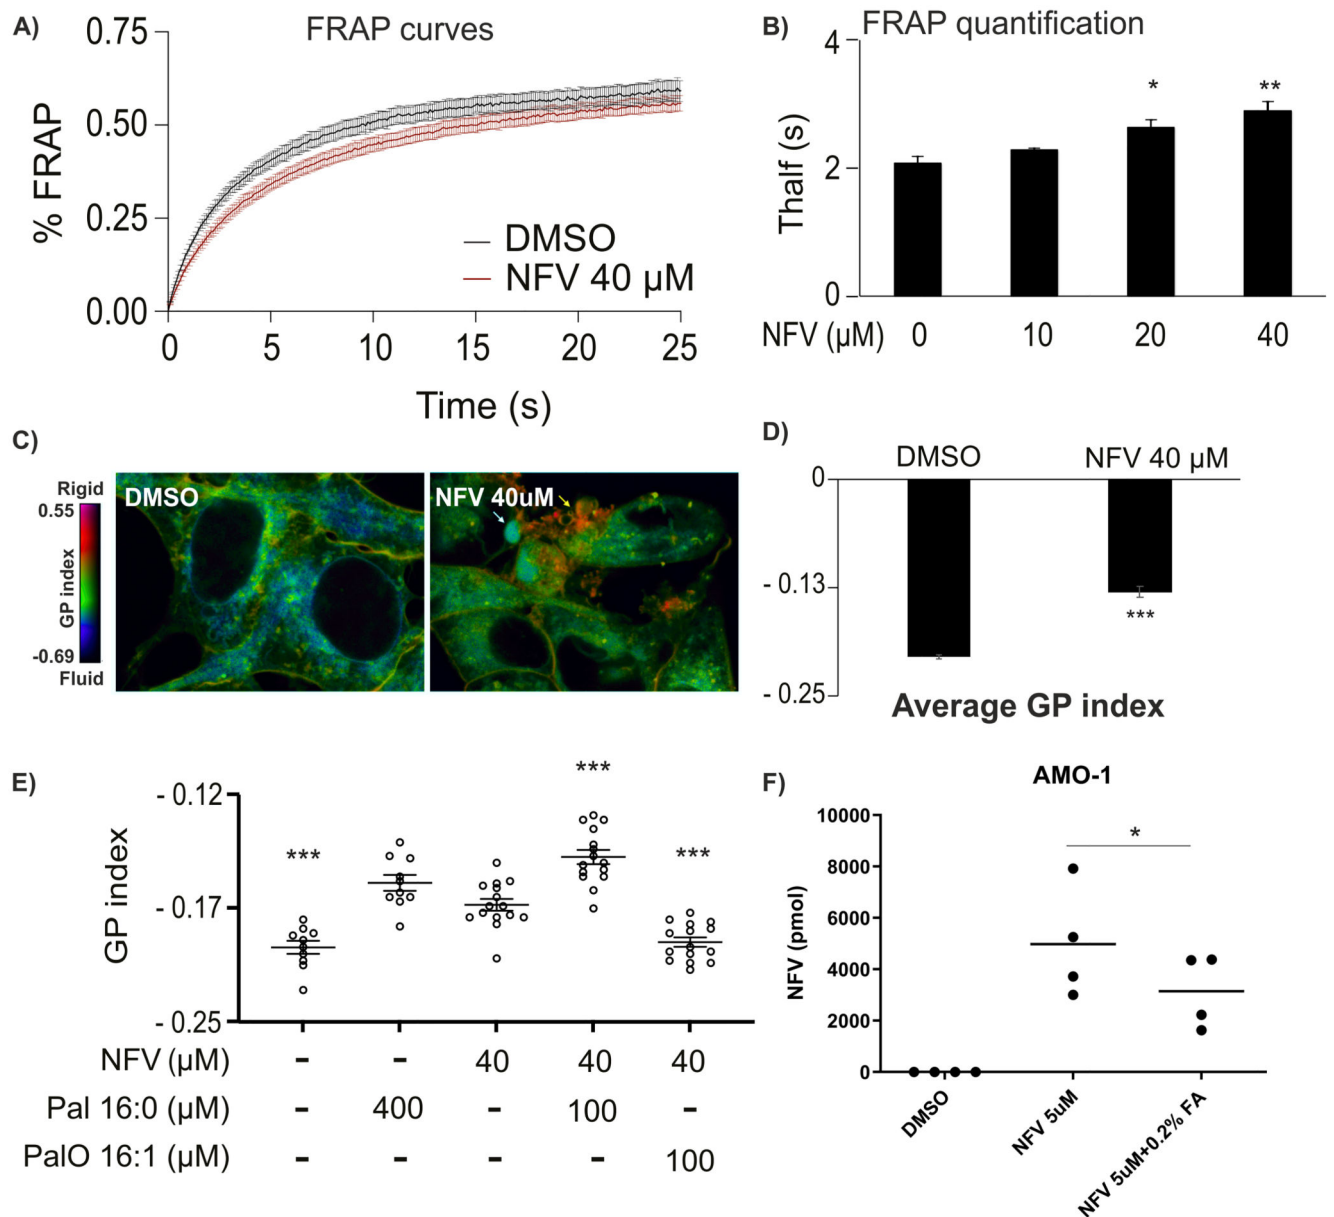 A)
FRAP curves
0.75
0.50
0.25
0.00
% FRAP
DMSO
NFV 40 µM
0 5 10 15 20 25
Time (s)
B)
FRAP quantification
4
2
0
Thalf (s)
* **
NFV (µM) 0 10 20 40
C)
Rigid
0.55
GP index
-0.69
Fluid
DMSO
NFV 40uM
D)
DMSO NFV 40 µM
0
- 0.13
- 0.25
***
Average GP index
E)
GP index
- 0.12
- 0.17
- 0.25
*** *** ***
NFV (µM) - - 40 40 40
Pal 16:0 (µM) - 400 - 100 -
PalO 16:1 (µM) - - - - 100
F)
AMO-1
NFV (pmol)
10000
8000
6000
4000
2000
0
*
DMSO
NFV 5uM
NFV 5uM+0.2% FA